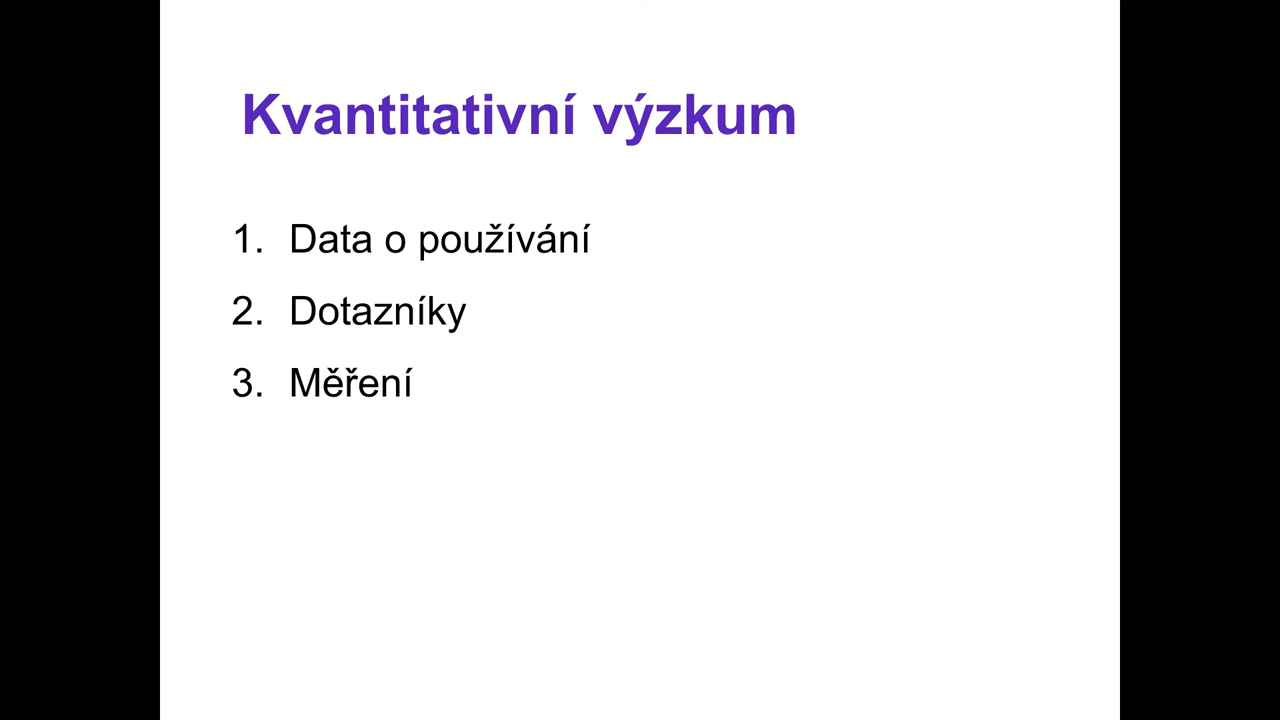 Kvantitativní výzkum
1. Data o používání
2. Dotazníky
3. Měření